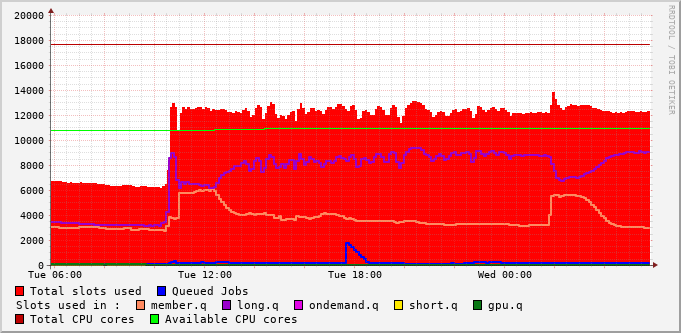 20000
18000
16000
14000
12000
10000
8000
6000
4000
2000
0
Tue 06:00 Tue 12:00 Tue 18:00 Wed 00:00
RRDTOOL / TOBI OETIKER
Total slots used Queued Jobs
Slots used in : member.q long.q ondemand.q short.q gpu.q
Total CPU cores Available CPU cores